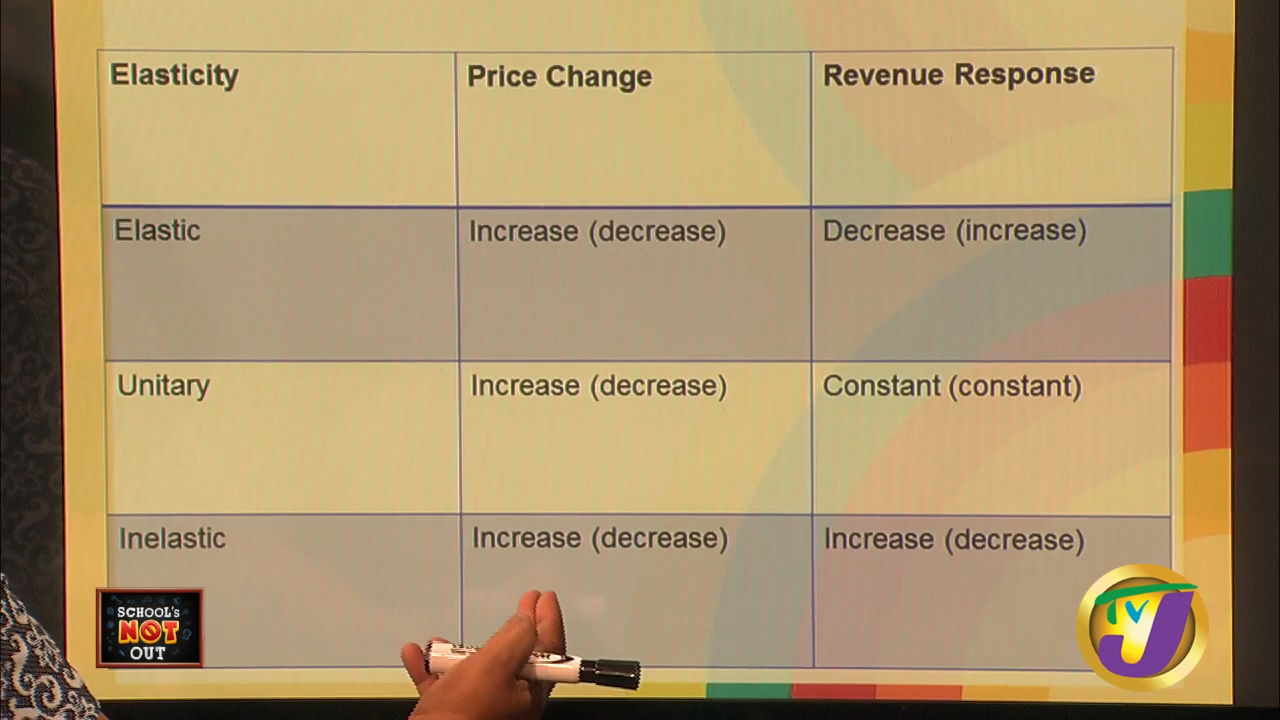 Elasticity Price Change Revenue Response
Elastic Increase (decrease) Decrease (increase)
Unitary Increase (decrease) Constant (constant)
Inelastic Increase (decrease) Increase (decrease)
SCHOOL's
NOT
OUT
TVJ